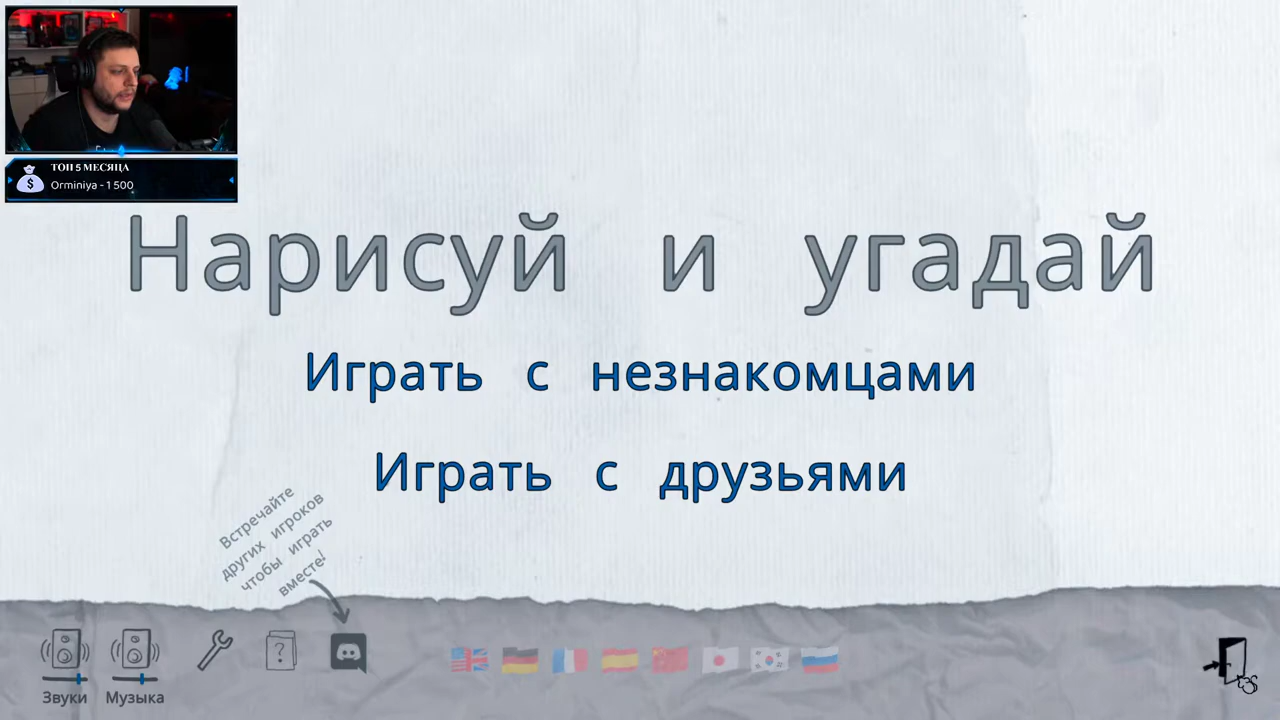 ТОП 5 МЕСЯЦА
Orminiya - 1 500
Нарисуй и угадай
Играть с незнакомцами
Играть с друзьями
Встречайте
других игроков
чтобы играть
вместе!
Звуки
Музыка